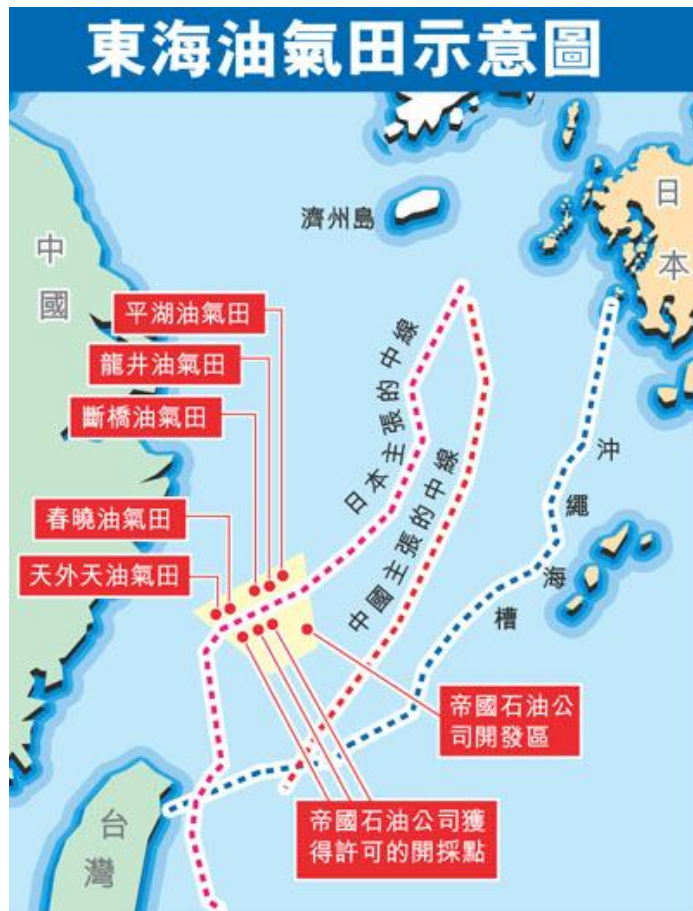 東海油氣田示意圖
日本
濟州島
中國
平湖油氣田
龍井油氣田
斷橋油氣田
日本主張的中線
沖繩海槽
春曉油氣田
中國主張的中線
天外天油氣田
帝國石油公
司開發區
帝國石油公司獲
得許可的開採點
台灣